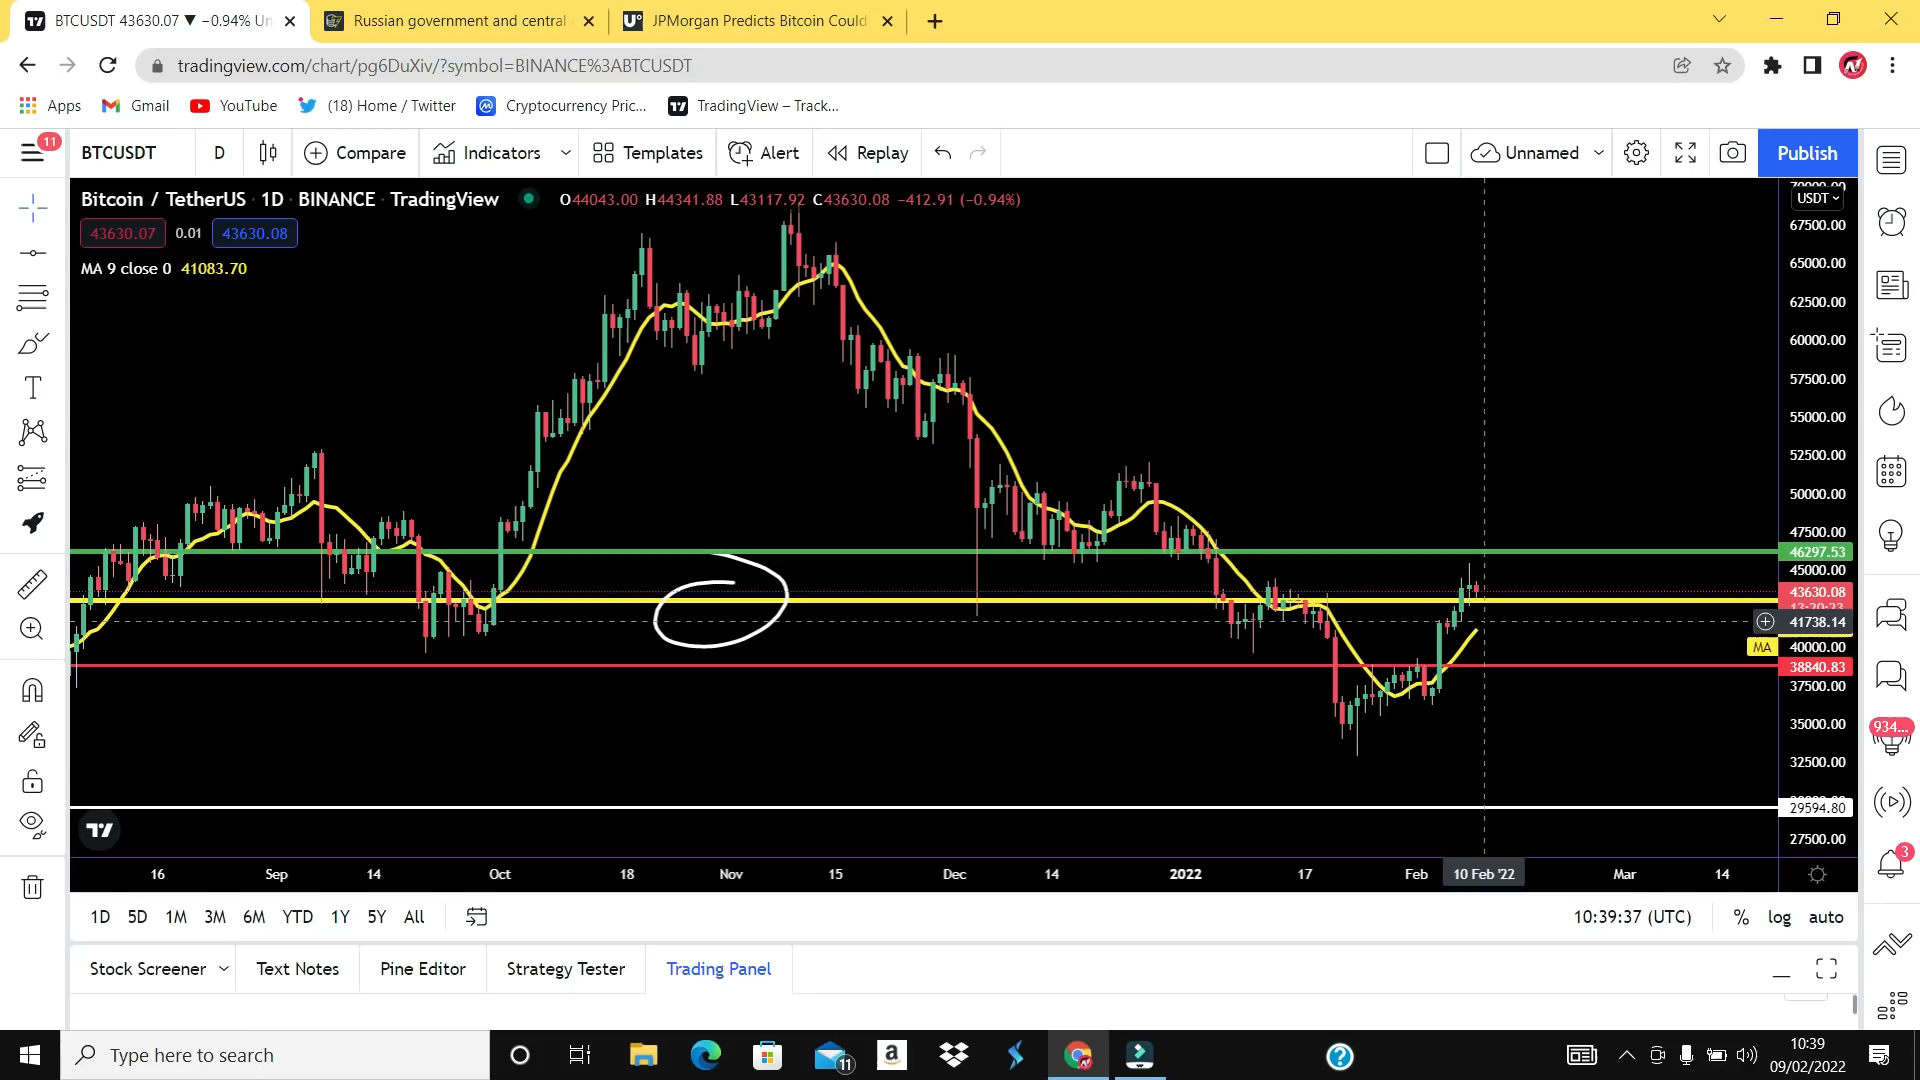 BTCUSDT 43630.07 ▼ −0.94% Un
Russian government and central
JPMorgan Predicts Bitcoin Could
tradingview.com/chart/pg6DuXiv/?symbol=BINANCE%3ABTCUSDT
Apps
Gmail
YouTube
(18) Home / Twitter
Cryptocurrency Pric...
TradingView – Track...
11
BTCUSDT
D
Compare
Indicators
Templates
Alert
Replay
Unnamed
Publish
Bitcoin / TetherUS · 1D · BINANCE · TradingView
O44043.00 H44341.88 L43117.92 C43630.08 −412.91 (−0.94%)
43630.07
0.01
43630.08
MA 9 close 0 41083.70
70000.00
USDT
67500.00
65000.00
62500.00
60000.00
57500.00
55000.00
52500.00
50000.00
47500.00
46297.53
45000.00
43630.08
13:20:23
41738.14
MA
40000.00
38840.83
37500.00
35000.00
32500.00
29594.80
27500.00
934...
3
16
Sep
14
Oct
18
Nov
15
Dec
14
2022
17
Feb
10 Feb '22
Mar
14
1D
5D
1M
3M
6M
YTD
1Y
5Y
All
10:39:37 (UTC)
%
log
auto
Stock Screener
Text Notes
Pine Editor
Strategy Tester
Trading Panel
Type here to search
11
10:39
09/02/2022